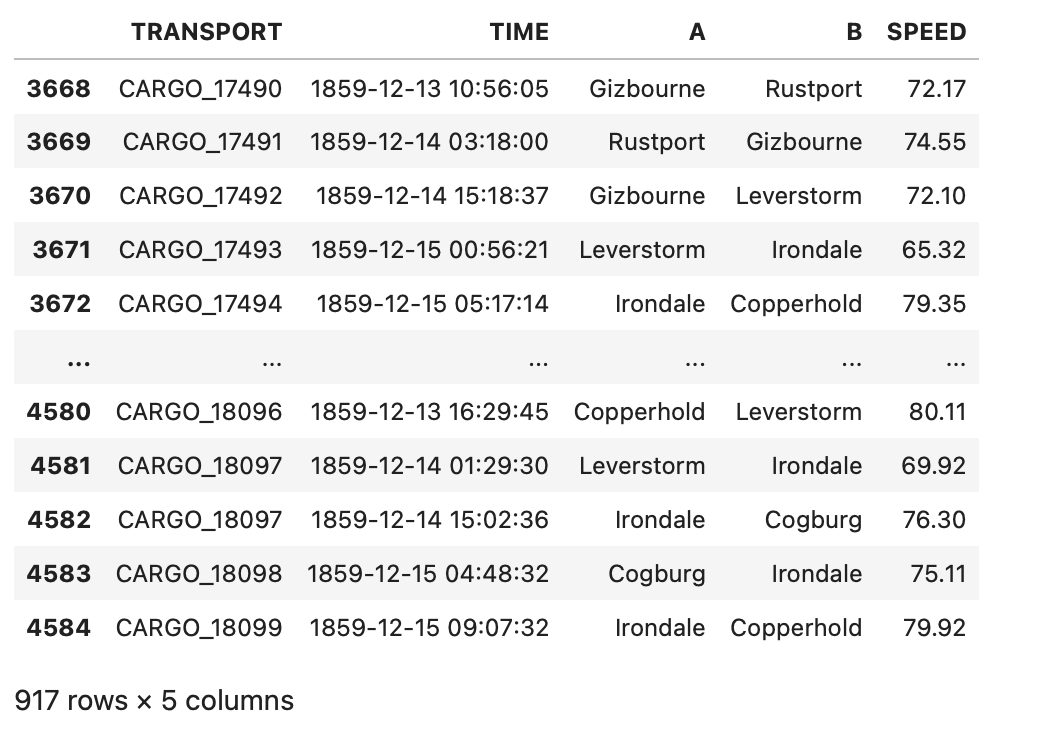 TRANSPORT TIME A B SPEED
3668 CARGO_17490 1859-12-13 10:56:05 Gizbourne Rustport 72.17
3669 CARGO_17491 1859-12-14 03:18:00 Rustport Gizbourne 74.55
3670 CARGO_17492 1859-12-14 15:18:37 Gizbourne Leverstorm 72.10
3671 CARGO_17493 1859-12-15 00:56:21 Leverstorm Irondale 65.32
3672 CARGO_17494 1859-12-15 05:17:14 Irondale Copperhold 79.35
... ... ... ... ... ...
4580 CARGO_18096 1859-12-13 16:29:45 Copperhold Leverstorm 80.11
4581 CARGO_18097 1859-12-14 01:29:30 Leverstorm Irondale 69.92
4582 CARGO_18097 1859-12-14 15:02:36 Irondale Cogburg 76.30
4583 CARGO_18098 1859-12-15 04:48:32 Cogburg Irondale 75.11
4584 CARGO_18099 1859-12-15 09:07:32 Irondale Copperhold 79.92
917 rows × 5 columns